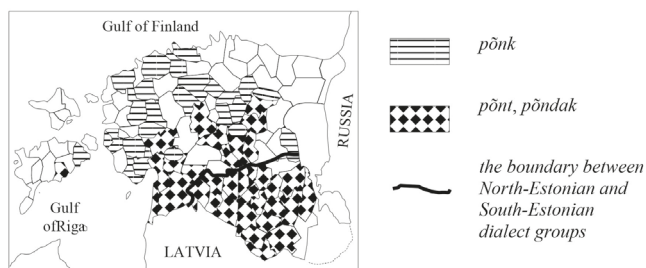 Gulf of Finland
RUSSIA
Gulf
ofRiga
LATVIA
põnk
põnt, põndak
the boundary between
North-Estonian and
South-Estonian
dialect groups